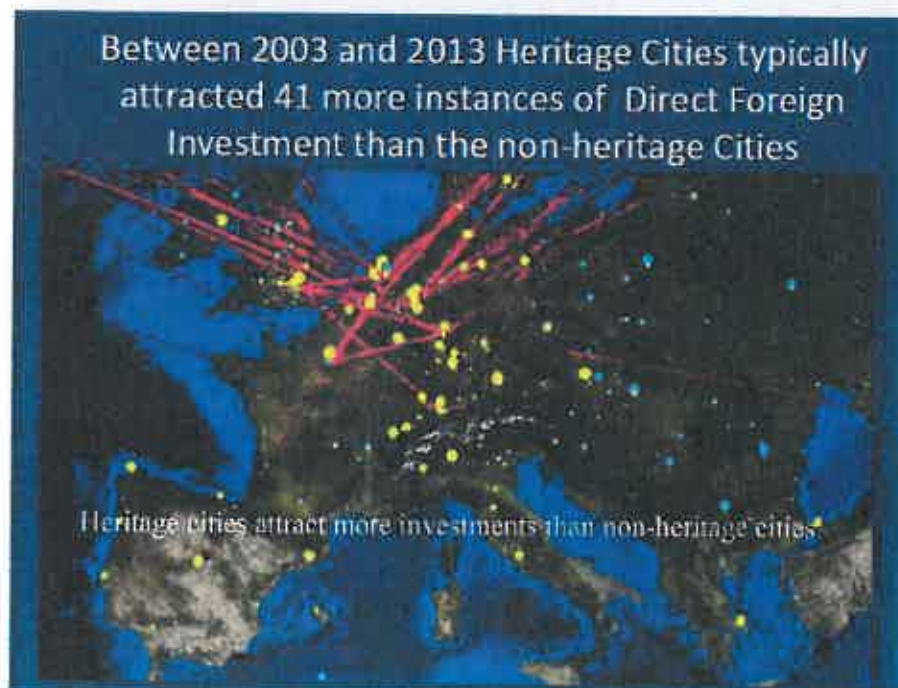 Between 2003 and 2013 Heritage Cities typically
attracted 41 more instances of Direct Foreign
Investment than the non-heritage Cities
Heritage cities attract more investments than non-heritage cities